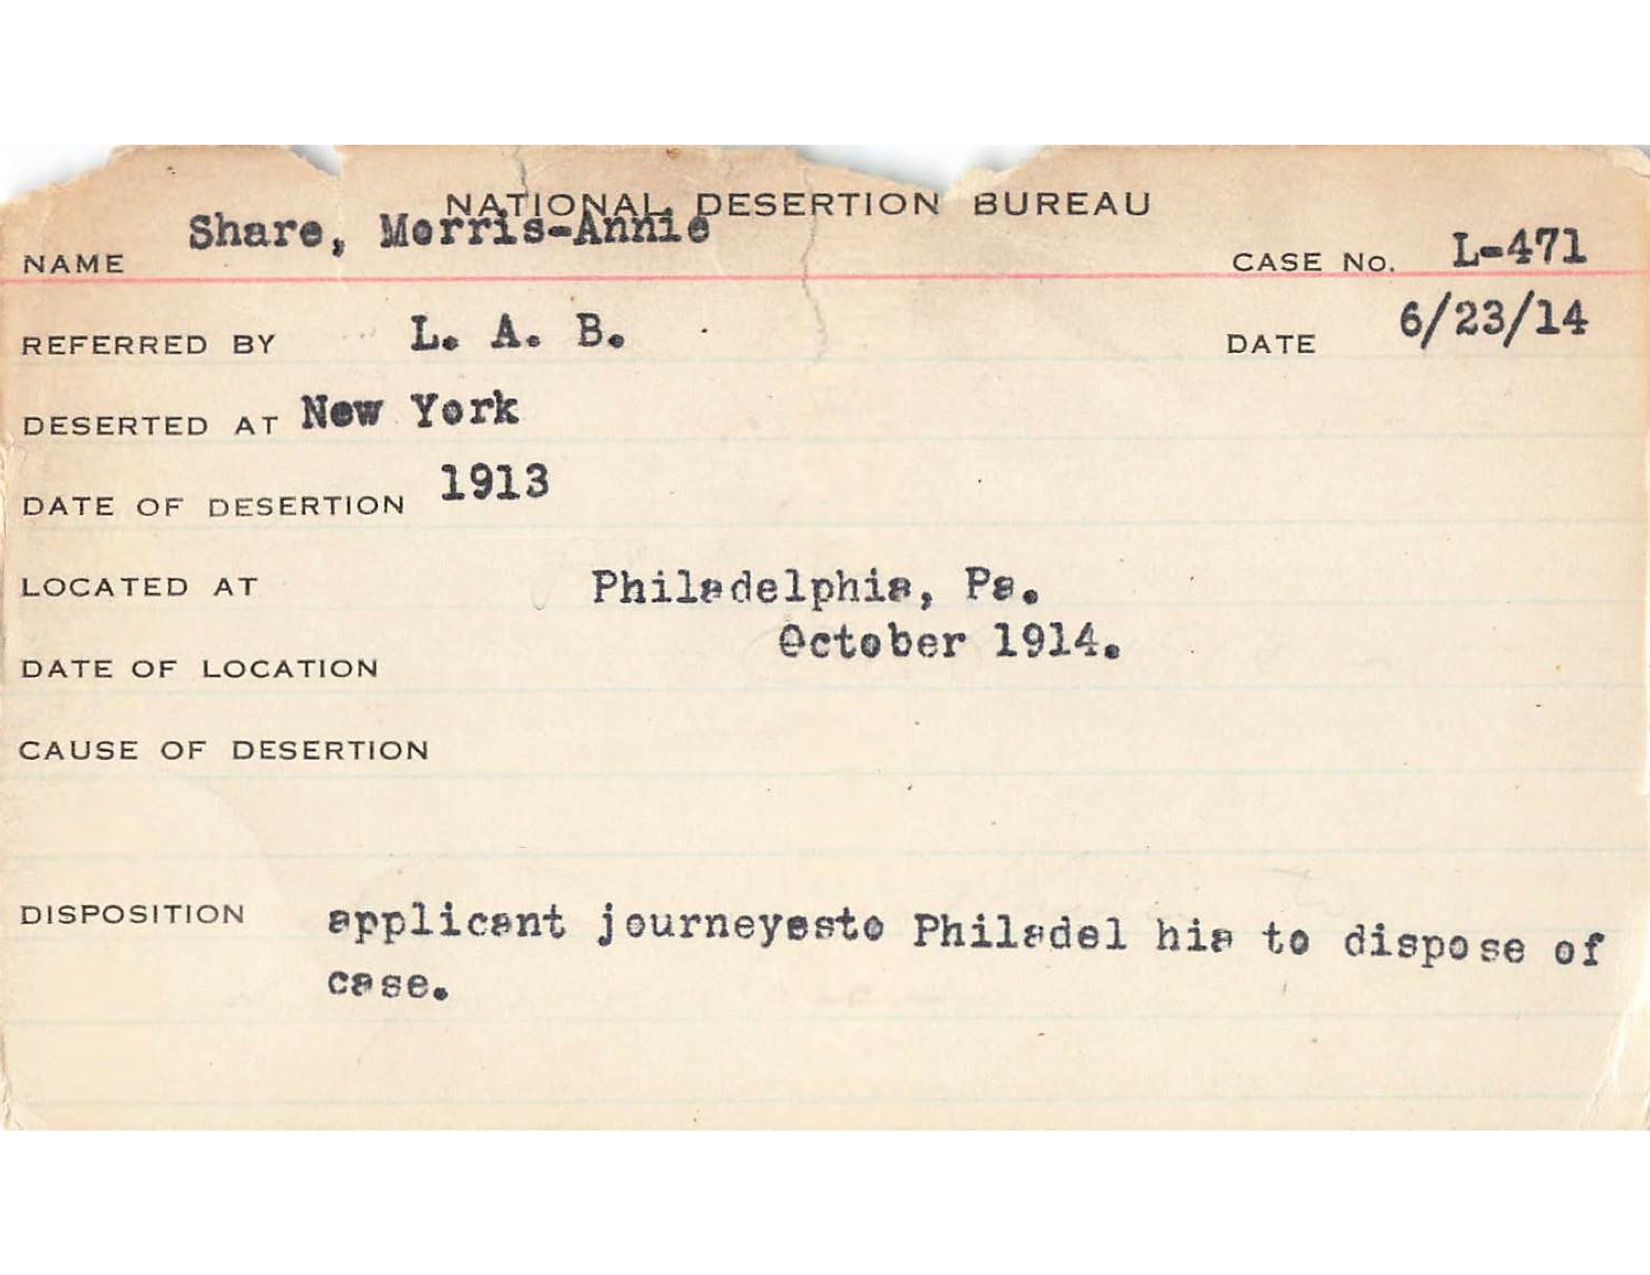 NATIONAL DESERTION BUREAU
NAME Share, Morris-Annie CASE No. L-471
REFERRED BY L. A. B. DATE 6/23/14
DESERTED AT New York
DATE OF DESERTION 1913
LOCATED AT Philadelphia, Pa.
October 1914.
DATE OF LOCATION
CAUSE OF DESERTION
DISPOSITION applicant journeyesto Philadel hia to dispose of
case.